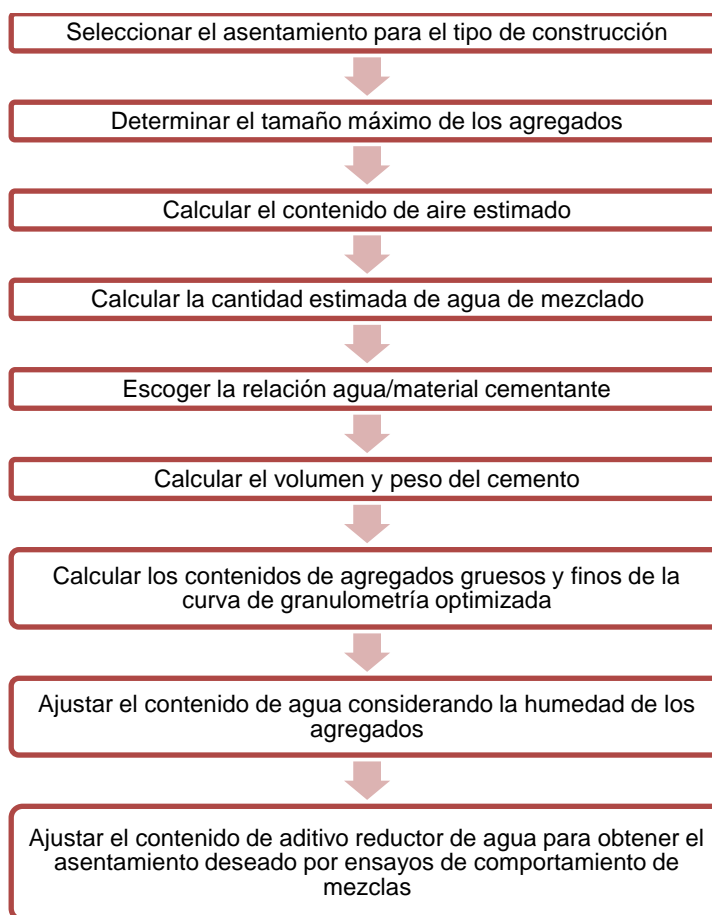 Seleccionar el asentamiento para el tipo de construcción
Determinar el tamaño máximo de los agregados
Calcular el contenido de aire estimado
Calcular la cantidad estimada de agua de mezclado
Escoger la relación agua/material cementante
Calcular el volumen y peso del cemento
Calcular los contenidos de agregados gruesos y finos de la
curva de granulometría optimizada
Ajustar el contenido de agua considerando la humedad de los
agregados
Ajustar el contenido de aditivo reductor de agua para obtener el
asentamiento deseado por ensayos de comportamiento de
mezclas